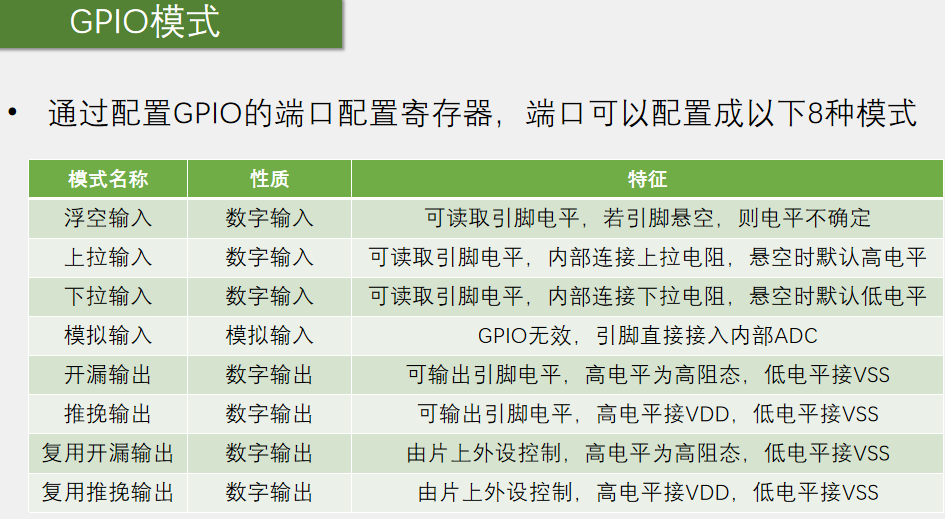 GPIO模式
• 通过配置GPIO的端口配置寄存器，端口可以配置成以下8种模式
模式名称 性质 特征
浮空输入 数字输入 可读取引脚电平，若引脚悬空，则电平不确定
上拉输入 数字输入 可读取引脚电平，内部连接上拉电阻，悬空时默认高电平
下拉输入 数字输入 可读取引脚电平，内部连接下拉电阻，悬空时默认低电平
模拟输入 模拟输入 GPIO无效，引脚直接接入内部ADC
开漏输出 数字输出 可输出引脚电平，高电平为高阻态，低电平接VSS
推挽输出 数字输出 可输出引脚电平，高电平接VDD，低电平接VSS
复用开漏输出 数字输出 由片上外设控制，高电平为高阻态，低电平接VSS
复用推挽输出 数字输出 由片上外设控制，高电平接VDD，低电平接VSS